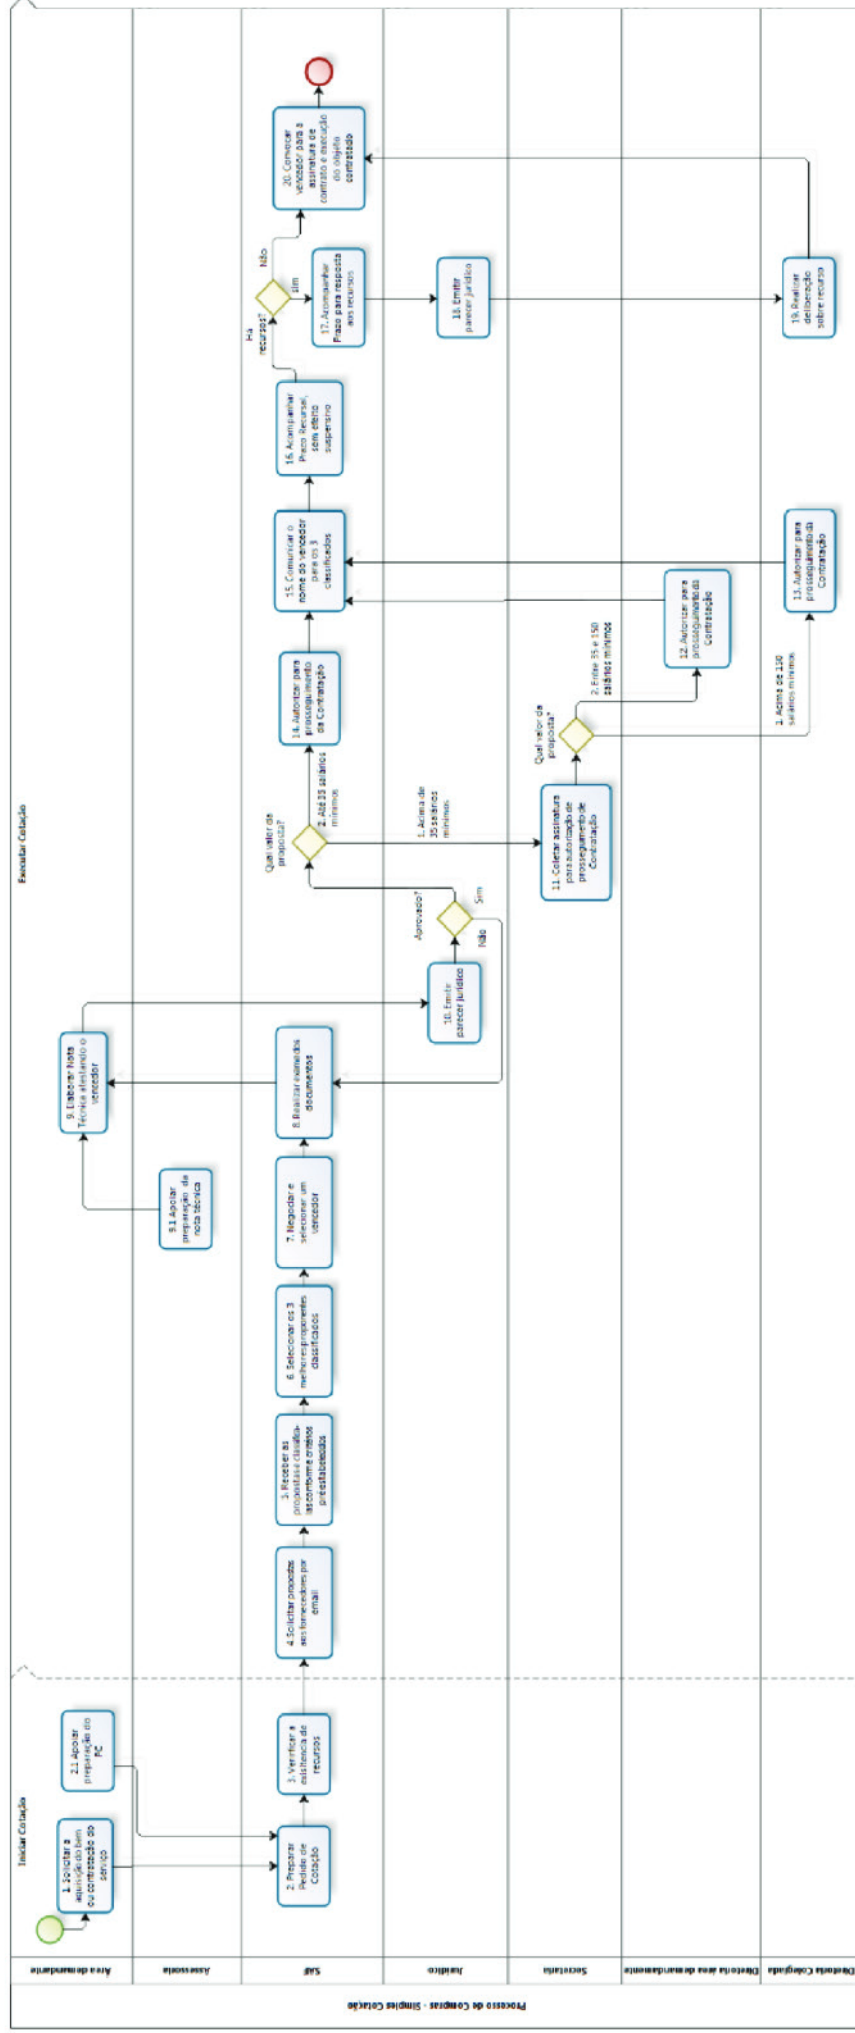 Processo de Compras - Simples Cotação
Iniciar Cotação
Executar Cotação
Área demandante
Assessoria
SAF
Jurídico
Secretaria
Diretoria área demandante
Diretoria Colegiada
1. Solicitar a
aquisição do bem
ou contratação do
serviço
2.1 Apoiar
preparação do
PC
2. Preparar
Pedido de
Cotação
3. Verificar a
existencia de
recursos
4. Solicitar propostas
aos fornecedores por
email
5. Receber as
propostas e classifica-
las conforme critérios
préestabelecidos
6. Selecionar os 3
melhores proponentes
classificados
7. Negociar e
selecionar um
vencedor
8. Realizar exame dos
documentos
9.1 Apoiar
preparação da
nota técnica
9. Elaborar Nota
Técnica atestando o
vencedor
10. Emitir
parecer jurídico
Aprovado?
Sim
Não
Qual valor da
proposta?
2. Até 35 salários
mínimos
1. Acima de
35 salários
mínimos
11. Coletar assinatura
para autorização de
prosseguimento de
Contratação
Qual valor da
proposta?
2. Entre 35 e 150
salários mínimos
1. Acima de 150
salários mínimos
12. Autorizar para
prosseguimento da
Contratação
13. Autorizar para
prosseguimento da
Contratação
14. Autorizar para
prosseguimento
da Contratação
15. Comunicar o
nome do vencedor
para os 3
classificados
16. Acompanhar
Prazo Recursal,
sem efeito
suspensivo
Há
recursos?
Não
sim
17. Acompanhar
Prazo para resposta
aos recursos
18. Emitir
parecer jurídico
19. Realizar
deliberação
sobre recurso
20. Convocar
vencedor para a
assinatura de
contrato e execução
do objeto
contratado